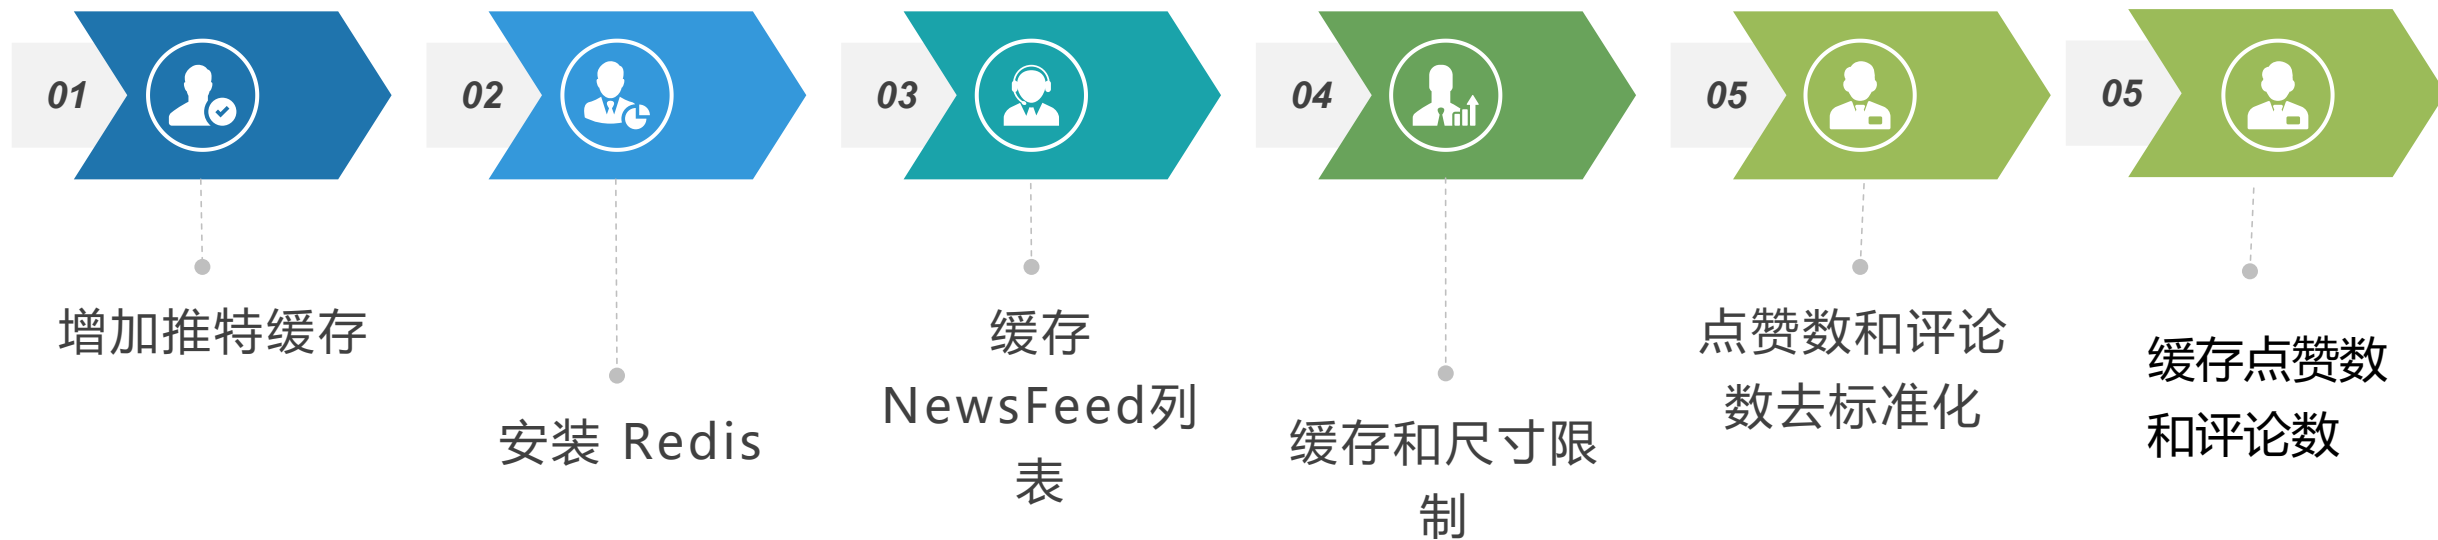 01
增加推特缓存
02
安装 Redis
03
缓存
NewsFeed列
表
04
缓存和尺寸限
制
05
点赞数和评论
数去标准化
05
缓存点赞数
和评论数